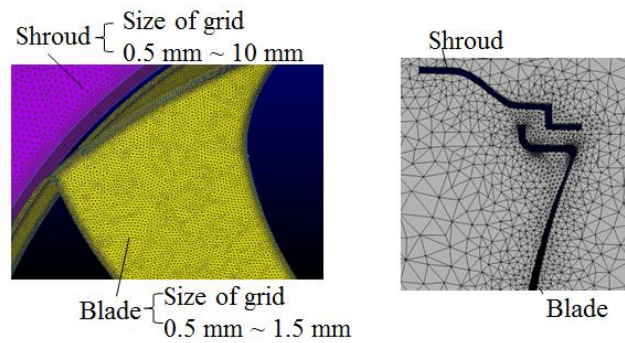 Size of grid
Shroud
0.5 mm ~ 10 mm
Shroud
Size of grid
Blade
0.5 mm ~ 1.5 mm
Blade